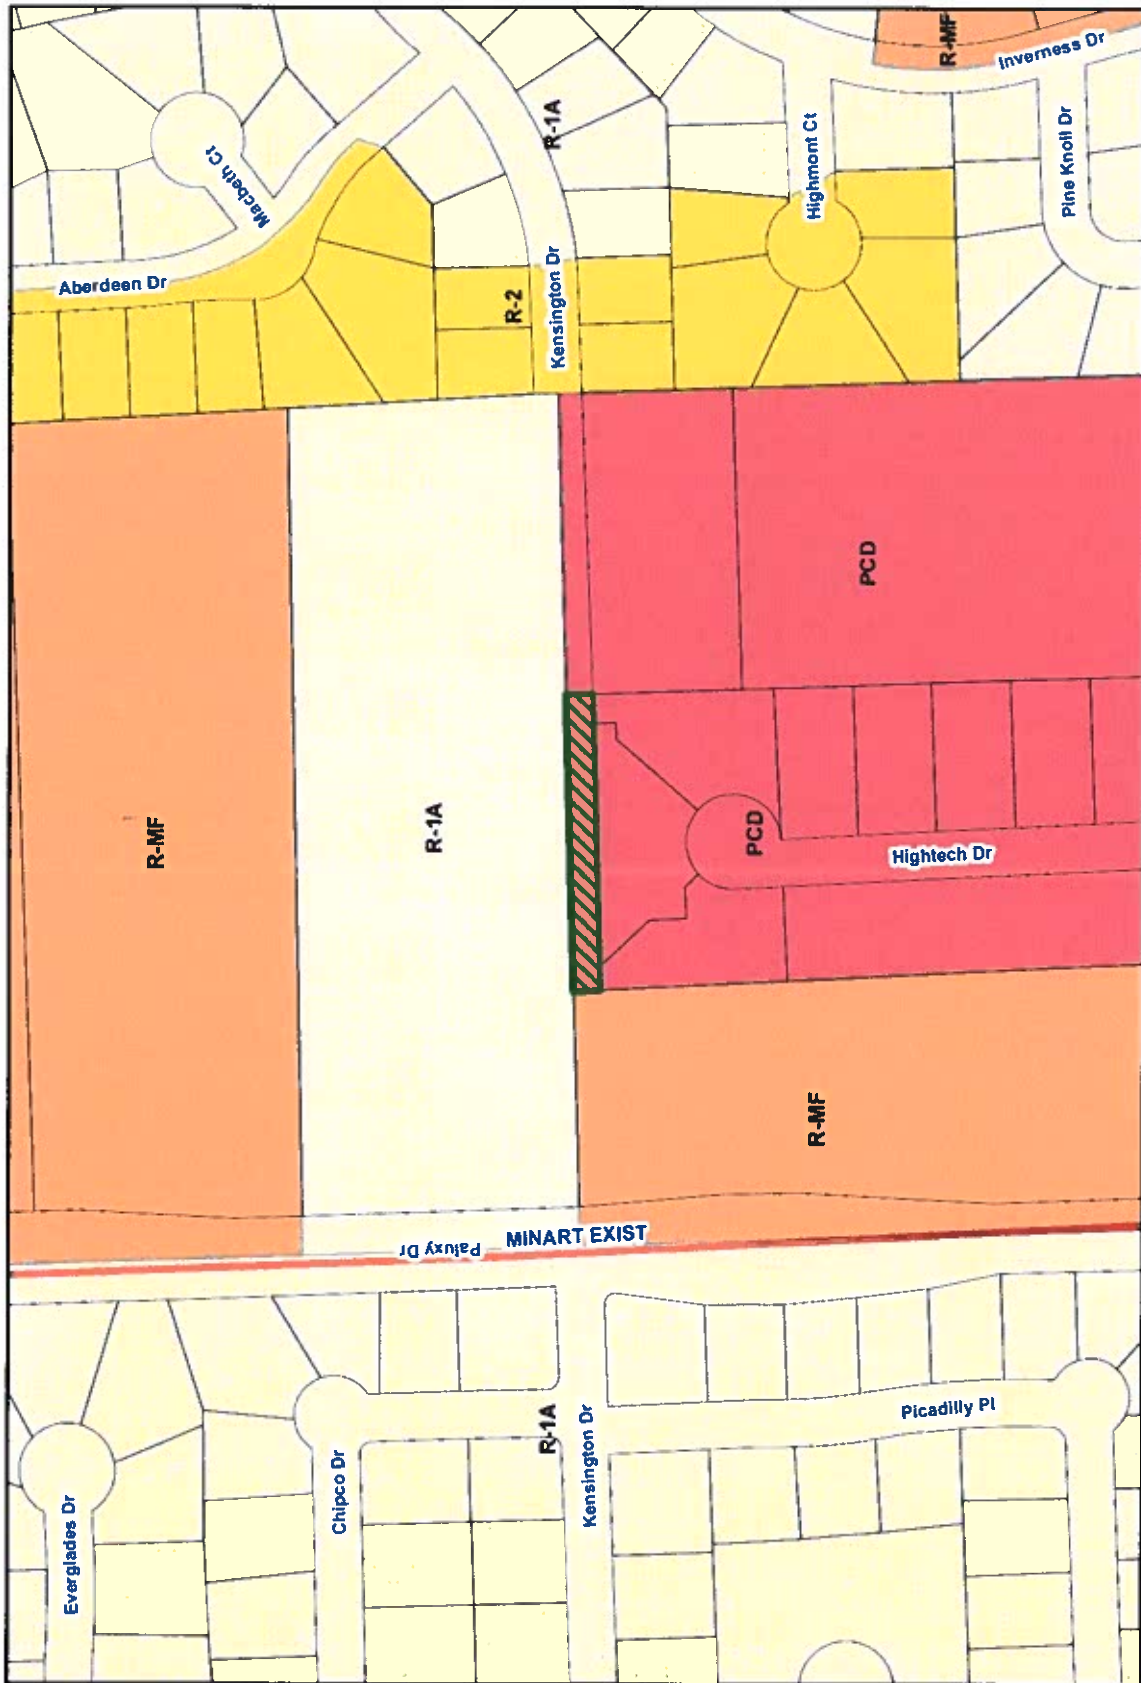 R-MF
Inverness Dr
R-1A
Highmont Ct
Pine Knoll Dr
Macbeth Ct
Aberdeen Dr
R-2
Kensington Dr
PCD
R-MF
R-1A
PCD
Hightech Dr
R-MF
Paluxy Dr
MINART EXIST
R-1A
Kensington Dr
Picadilly Pl
Chipco Dr
Everglades Dr